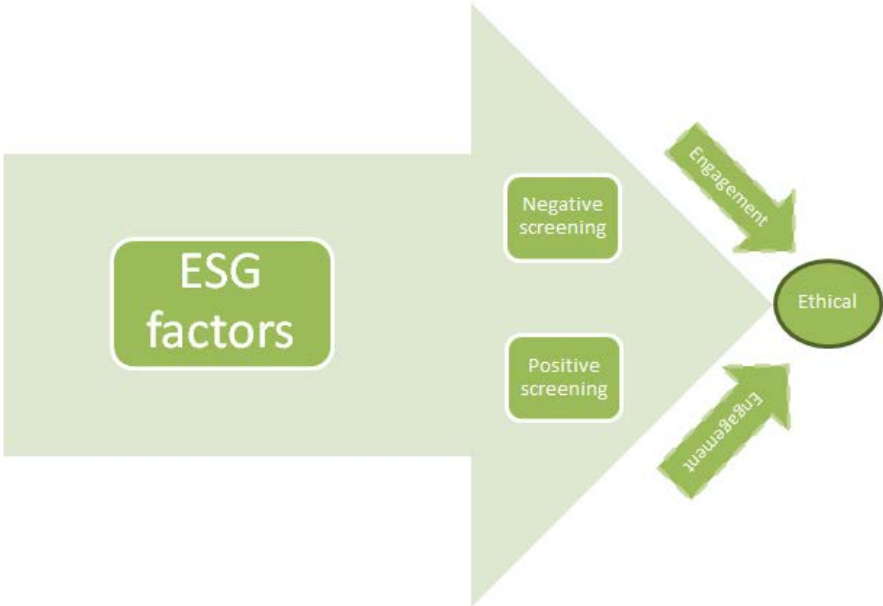 ESG
factors
Negative
screening
Positive
screening
Engagement
Engagement
Ethical